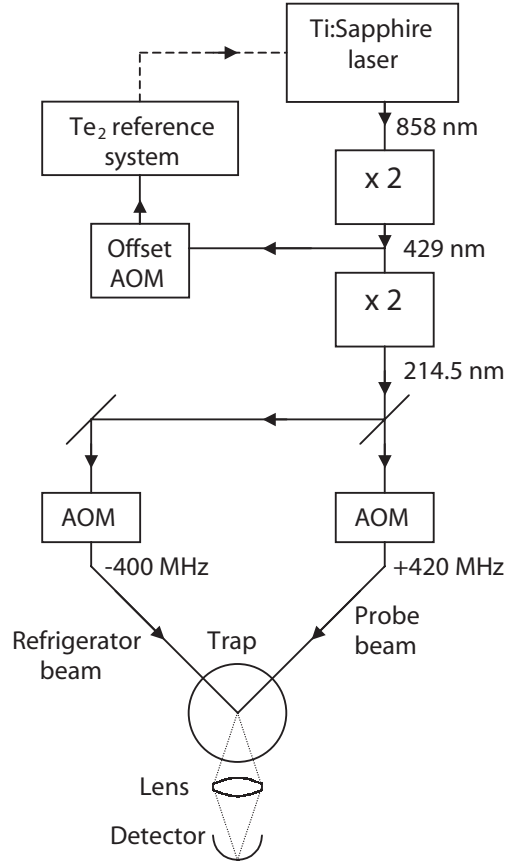 Ti:Sapphire
laser
Te₂ reference
system
858 nm
x 2
Offset
AOM
429 nm
x 2
214.5 nm
AOM
AOM
-400 MHz
+420 MHz
Refrigerator
beam
Trap
Probe
beam
Lens
Detector